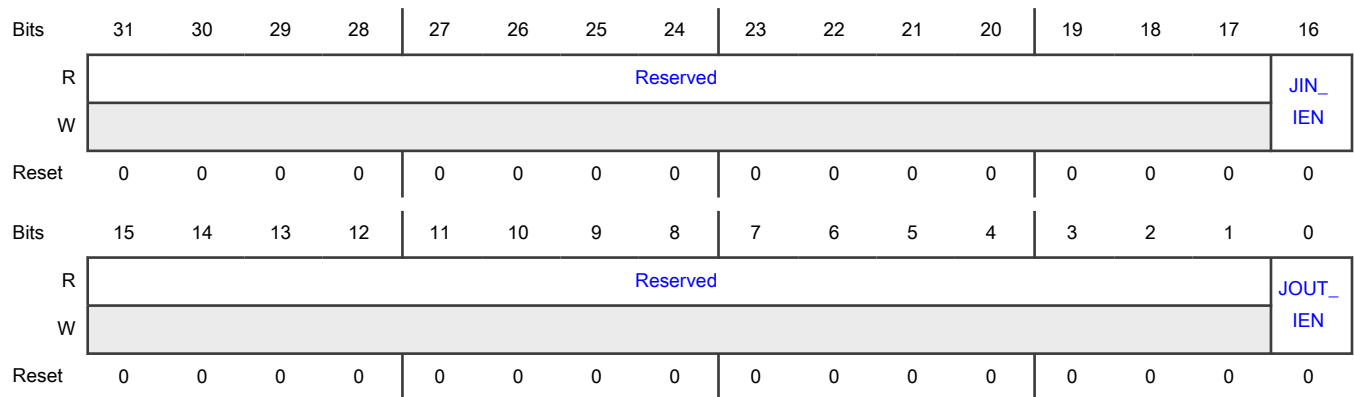 Bits 31 30 29 28 27 26 25 24 23 22 21 20 19 18 17 16
R Reserved JIN_
W IEN
Reset 0 0 0 0 0 0 0 0 0 0 0 0 0 0 0 0
Bits 15 14 13 12 11 10 9 8 7 6 5 4 3 2 1 0
R Reserved JOUT_
W IEN
Reset 0 0 0 0 0 0 0 0 0 0 0 0 0 0 0 0